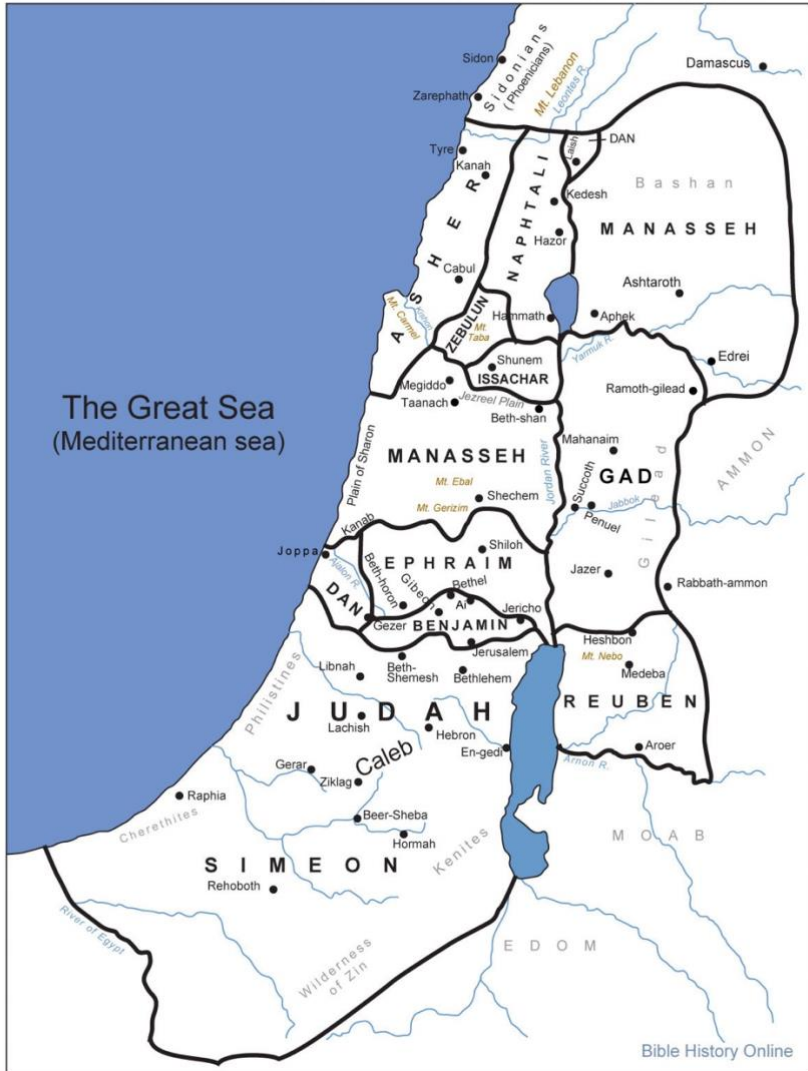 Sidon
Sidonians
(Phoenicians)
Mt. Lebanon
Leontes R.
Damascus
Zarephath
Tyre
Kanah
ASHER
NAPHTALI
Laish
DAN
Kedesh
Hazor
Bashan
MANASSEH
Ashtaroth
Cabul
Mt. Carmel
Kishon
ZEBULUN
Mt.
Taba
Hammath
Aphek
Yarmuk R.
Edrei
Shunem
ISSACHAR
Megiddo
Taanach
Jezreel Plain
Beth-shan
Ramoth-gilead
The Great Sea
(Mediterranean sea)
Plain of Sharon
MANASSEH
Mt. Ebal
Mt. Gerizim
Shechem
Jordan River
Mahanaim
GAD
Succoth
Penuel
Jabbok
Gilead
AMMON
Kanab
Joppa
Ajalon R.
Beth-horon
EPHRAIM
Shiloh
Gibeon
Bethel
Ai
Jazer
Rabbath-ammon
DAN
Gezer
BENJAMIN
Jericho
Jerusalem
Heshbon
Mt. Nebo
Medeba
REUBEN
Aroer
Arnon R.
Philistines
Libnah
Beth-
Shemesh
Bethlehem
JUDAH
Lachish
Hebron
Caleb
En-gedi
Gerar
Ziklag
Raphia
Cherethites
Beer-Sheba
Hormah
Kenites
MOAB
SIMEON
Rehoboth
River of Egypt
Wilderness
of Zin
EDOM
Bible History Online